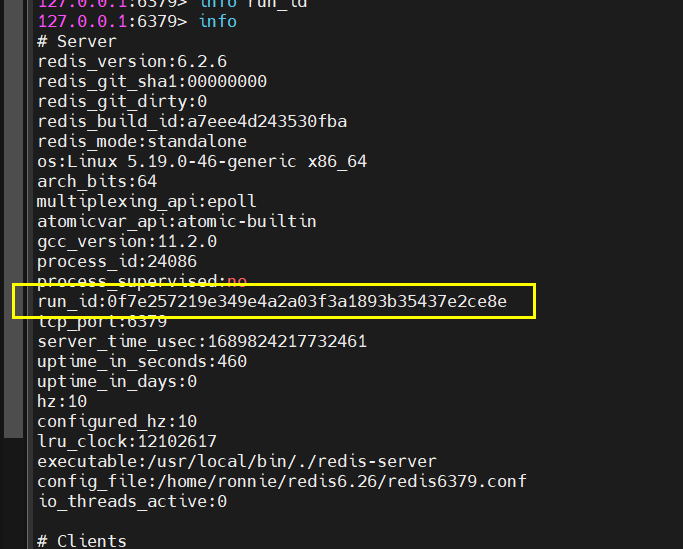 127.0.0.1:6379> info run_id
127.0.0.1:6379> info
# Server
redis_version:6.2.6
redis_git_sha1:00000000
redis_git_dirty:0
redis_build_id:a7eee4d243530fba
redis_mode:standalone
os:Linux 5.19.0-46-generic x86_64
arch_bits:64
multiplexing_api:epoll
atomicvar_api:atomic-builtin
gcc_version:11.2.0
process_id:24086
process_supervised:no
run_id:0f7e257219e349e4a2a03f3a1893b35437e2ce8e
tcp_port:6379
server_time_usec:1689824217732461
uptime_in_seconds:460
uptime_in_days:0
hz:10
configured_hz:10
lru_clock:12102617
executable:/usr/local/bin/./redis-server
config_file:/home/ronnie/redis6.26/redis6379.conf
io_threads_active:0
# Clients